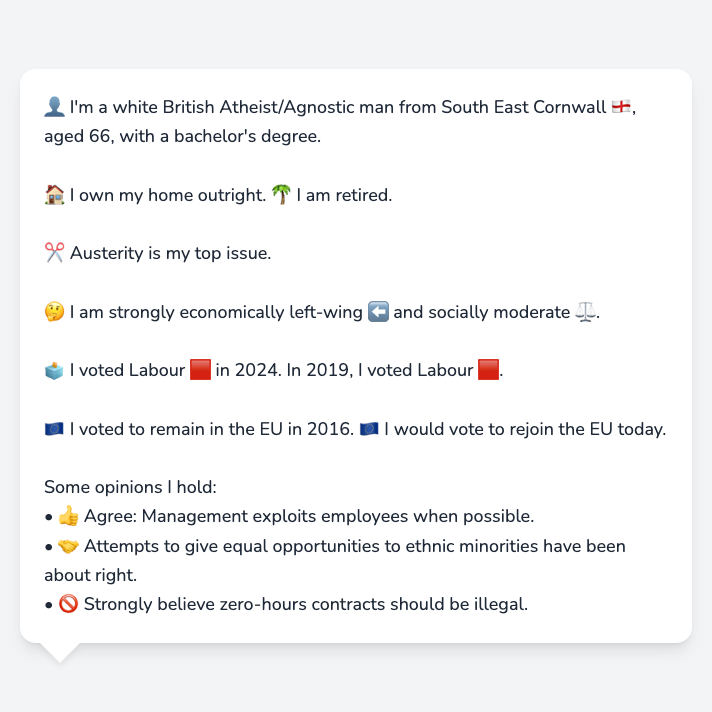 👤 I'm a white British Atheist/Agnostic man from South East Cornwall 🏴󠁧󠁢󠁥󠁮󠁧󠁿,
aged 66, with a bachelor's degree.
🏠 I own my home outright. 🌴 I am retired.
✂️ Austerity is my top issue.
🤔 I am strongly economically left-wing ⬅️ and socially moderate ⚖️.
🗳️ I voted Labour 🟥 in 2024. In 2019, I voted Labour 🟥.
🇪🇺 I voted to remain in the EU in 2016. 🇪🇺 I would vote to rejoin the EU today.
Some opinions I hold:
• 👍 Agree: Management exploits employees when possible.
• 🤝 Attempts to give equal opportunities to ethnic minorities have been
about right.
• 🚫 Strongly believe zero-hours contracts should be illegal.